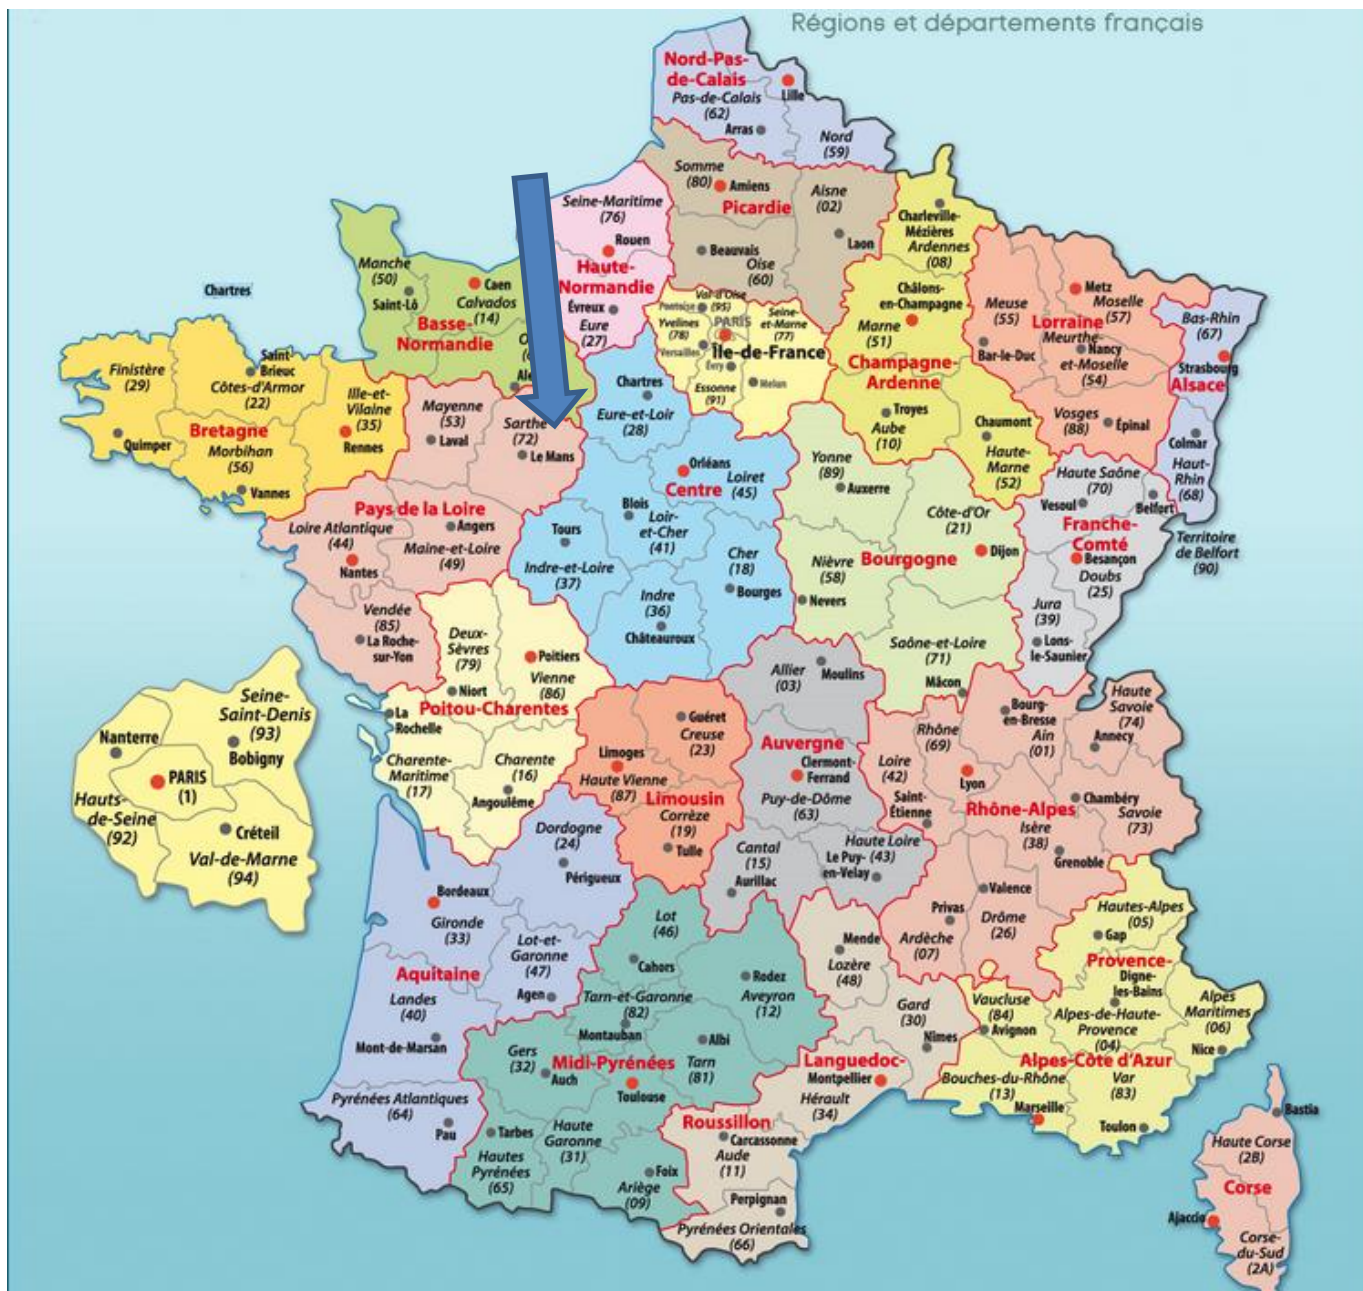 Régions et départements français
Nord-Pas-
de-Calais
Pas-de-Calais
(62)
Lille
Arras
Nord
(59)
Somme
(80)
Amiens
Picardie
Aisne
(02)
Laon
Beauvais
Oise
(60)
Seine-Maritime
(76)
Rouen
Haute-
Normandie
Évreux
Eure
(27)
Manche
(50)
Saint-Lô
Caen
Calvados
(14)
Basse-
Normandie
Chartres
Charleville-
Mézières
Ardennes
(08)
Châlons-
en-Champagne
Marne
(51)
Champagne-
Ardenne
Troyes
Aube
(10)
Chaumont
Haute-
Marne
(52)
Meuse
(55)
Bar-le-Duc
Metz
Moselle
(57)
Lorraine
Meurthe-
Nancy
et-Moselle
(54)
Vosges
(88)
Épinal
Bas-Rhin
(67)
Strasbourg
Alsace
Colmar
Haut-
Rhin
(68)
Val-d'Oise
(95)
Pontoise
Yvelines
(78)
PARIS
Seine-
et-Marne
(77)
Versailles
Île-de-France
Évry
Melun
Essonne
(91)
Finistère
(29)
Quimper
Saint-
Brieuc
Côtes-d'Armor
(22)
Bretagne
Morbihan
(56)
Vannes
Ille-et-
Vilaine
(35)
Rennes
Mayenne
(53)
Laval
Sarthe
(72)
Le Mans
Pays de la Loire
Loire Atlantique
(44)
Nantes
Angers
Maine-et-Loire
(49)
Vendée
(85)
La Roche-
sur-Yon
Chartres
Eure-et-Loir
(28)
Orléans
Loiret
(45)
Centre
Blois
Loir-
et-Cher
(41)
Tours
Indre-et-Loire
(37)
Cher
(18)
Bourges
Indre
(36)
Châteauroux
Yonne
(89)
Auxerre
Côte-d'Or
(21)
Dijon
Bourgogne
Nièvre
(58)
Nevers
Saône-et-Loire
(71)
Mâcon
Haute Saône
(70)
Vesoul
Belfort
Franche-
Comté
Besançon
Doubs
(25)
Territoire
de Belfort
(90)
Jura
(39)
Lons-
le-Saunier
Deux-
Sèvres
(79)
Niort
Poitiers
Vienne
(86)
Poitou-Charentes
La
Rochelle
Charente-
Maritime
(17)
Charente
(16)
Angoulême
Guéret
Creuse
(23)
Limoges
Haute Vienne
(87)
Limousin
Corrèze
(19)
Tulle
Allier
(03)
Moulins
Auvergne
Clermont-
Ferrand
Puy-de-Dôme
(63)
Cantal
(15)
Aurillac
Haute Loire
(43)
Le Puy-
en-Velay
Rhône
(69)
Bourg-
en-Bresse
Ain
(01)
Haute
Savoie
(74)
Annecy
Loire
(42)
Lyon
Saint-
Étienne
Rhône-Alpes
Chambéry
Savoie
(73)
Isère
(38)
Grenoble
Valence
Privas
Ardèche
(07)
Drôme
(26)
Seine-
Saint-Denis
(93)
Nanterre
Bobigny
PARIS
(1)
Hauts-
de-Seine
(92)
Créteil
Val-de-Marne
(94)
Dordogne
(24)
Périgueux
Bordeaux
Gironde
(33)
Lot-et-
Garonne
(47)
Agen
Aquitaine
Landes
(40)
Mont-de-Marsan
Pyrénées Atlantiques
(64)
Pau
Lot
(46)
Cahors
Rodez
Aveyron
(12)
Tarn-et-Garonne
(82)
Montauban
Albi
Tarn
(81)
Gers
(32)
Auch
Midi-Pyrénées
Toulouse
Tarbes
Hautes
Pyrénées
(65)
Haute
Garonne
(31)
Foix
Ariège
(09)
Mende
Lozère
(48)
Gard
(30)
Nimes
Languedoc-
Montpellier
Hérault
(34)
Roussillon
Carcassonne
Aude
(11)
Perpignan
Pyrénées Orientales
(66)
Hautes-Alpes
(05)
Gap
Provence-
Digne-
les-Bains
Vaucluse
(84)
Avignon
Alpes-de-Haute-
Provence
(04)
Alpes
Maritimes
(06)
Nice
Alpes-Côte d'Azur
Bouches-du-Rhône
(13)
Marseille
Var
(83)
Toulon
Bastia
Haute Corse
(2B)
Corse
Ajaccio
Corse-
du-Sud
(2A)